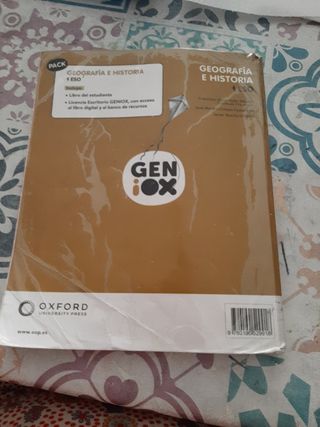 PACK
GEOGRAFÍA E HISTORIA
1 ESO
Incluye:
• Libro del estudiante
• Licencia Escritorio GENiOX, con acceso
al libro digital y al banco de recursos
GEOGRAFÍA
E HISTORIA
1 ESO
GEN
iOX
OXFORD
UNIVERSITY PRESS
www.oup.es